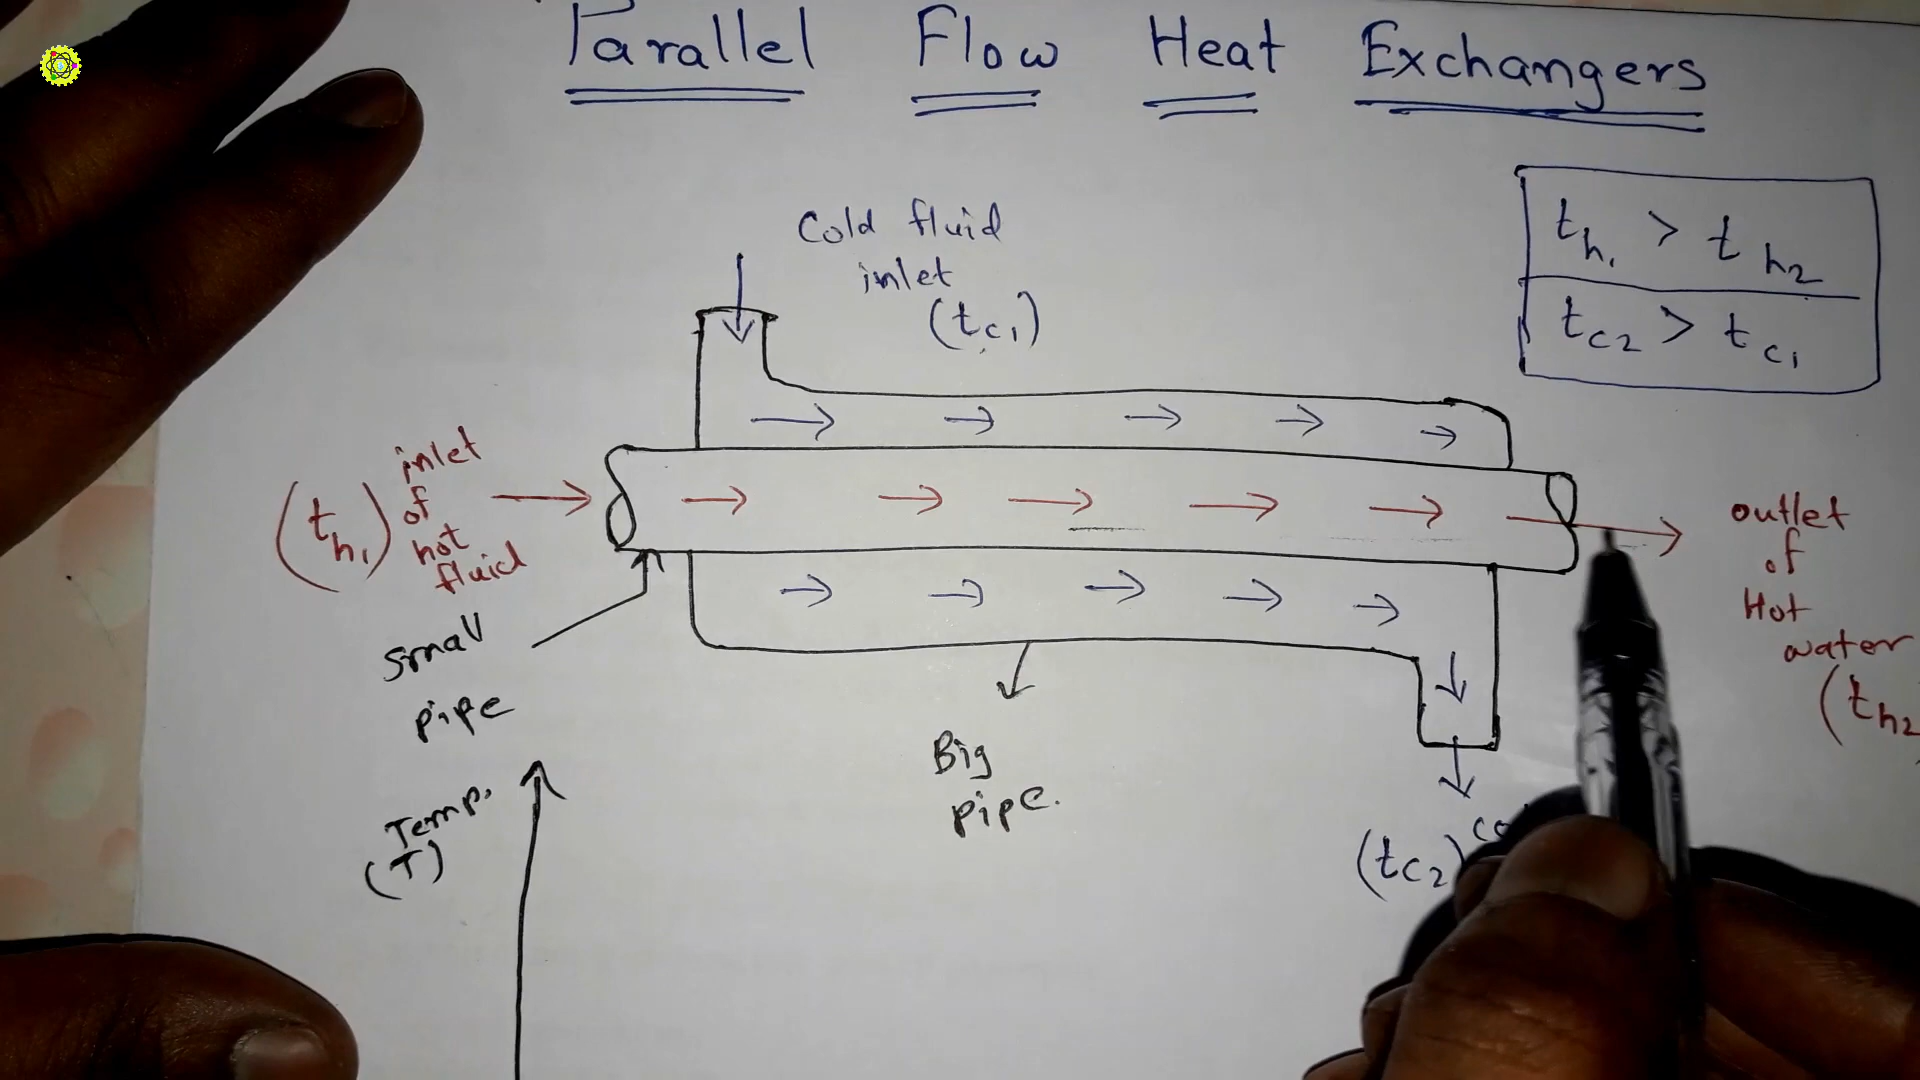 Parallel Flow Heat Exchangers
th1 > th2
tc2 > tc1
Cold fluid
inlet
(tc1)
(th1)
inlet
of
hot
fluid
outlet
of
Hot
water
(th2
small
pipe
Big
pipe.
Temp.
(T)
(tc2)